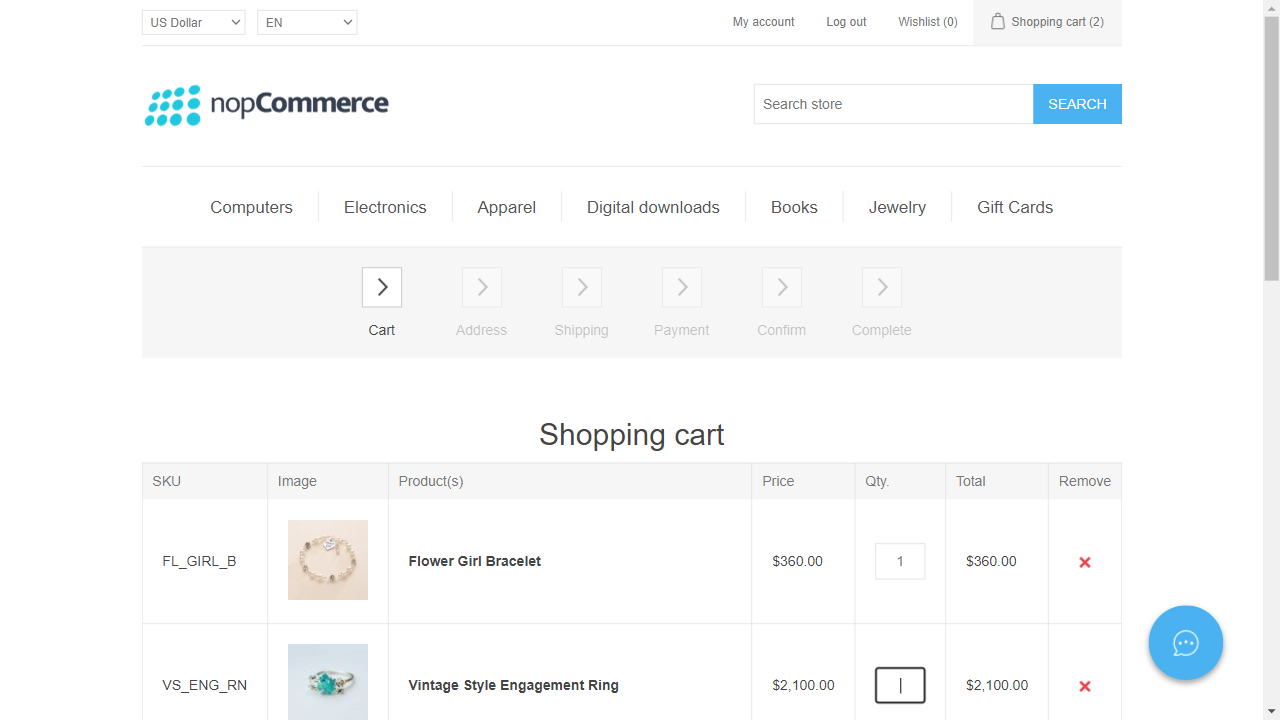 US Dollar EN My account Log out Wishlist (0) Shopping cart (2)
nopCommerce Search store SEARCH
Computers Electronics Apparel Digital downloads Books Jewelry Gift Cards
Cart Address Shipping Payment Confirm Complete
Shopping cart
SKU Image Product(s) Price Qty. Total Remove
FL_GIRL_B Flower Girl Bracelet $360.00 1 $360.00
VS_ENG_RN Vintage Style Engagement Ring $2,100.00 $2,100.00